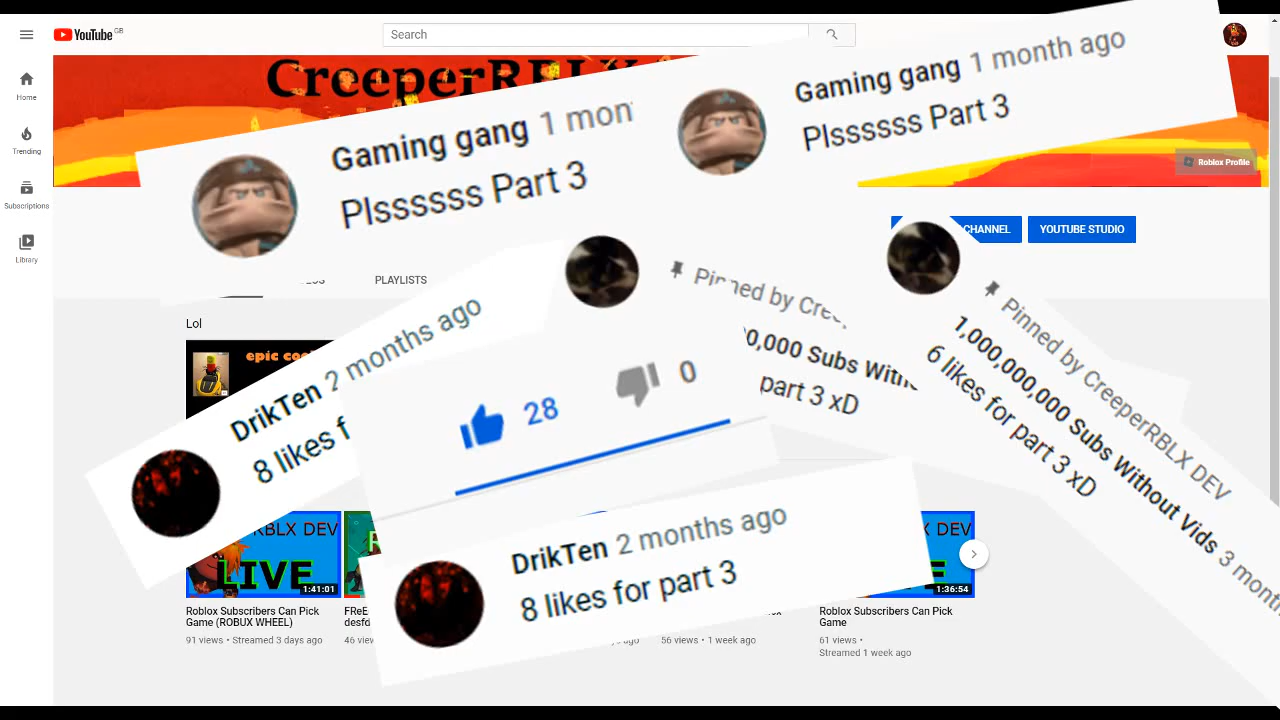 YouTube GB
Search
Home
Trending
Subscriptions
Library
CreeperRBLX
Roblox Profile
Gaming gang 1 mon
Plssssss Part 3
Gaming gang 1 month ago
Plssssss Part 3
CHANNEL
YOUTUBE STUDIO
PLAYLISTS
Lol
epic
DrikTen 2 months ago
8 likes f
28
0
Pinned by Cre
00,000 Subs With
part 3 xD
Pinned by CreeperRBLX DEV
1,000,000,000 Subs Without Vids 3 month
6 likes for part 3 xD
DrikTen 2 months ago
8 likes for part 3
RBLX DEV
LIVE
1:41:01
1:36:54
Roblox Subscribers Can Pick
Game (ROBUX WHEEL)
91 views • Streamed 3 days ago
FReE
desfd
46 view
ago
56 views • 1 week ago
Roblox Subscribers Can Pick
Game
61 views •
Streamed 1 week ago